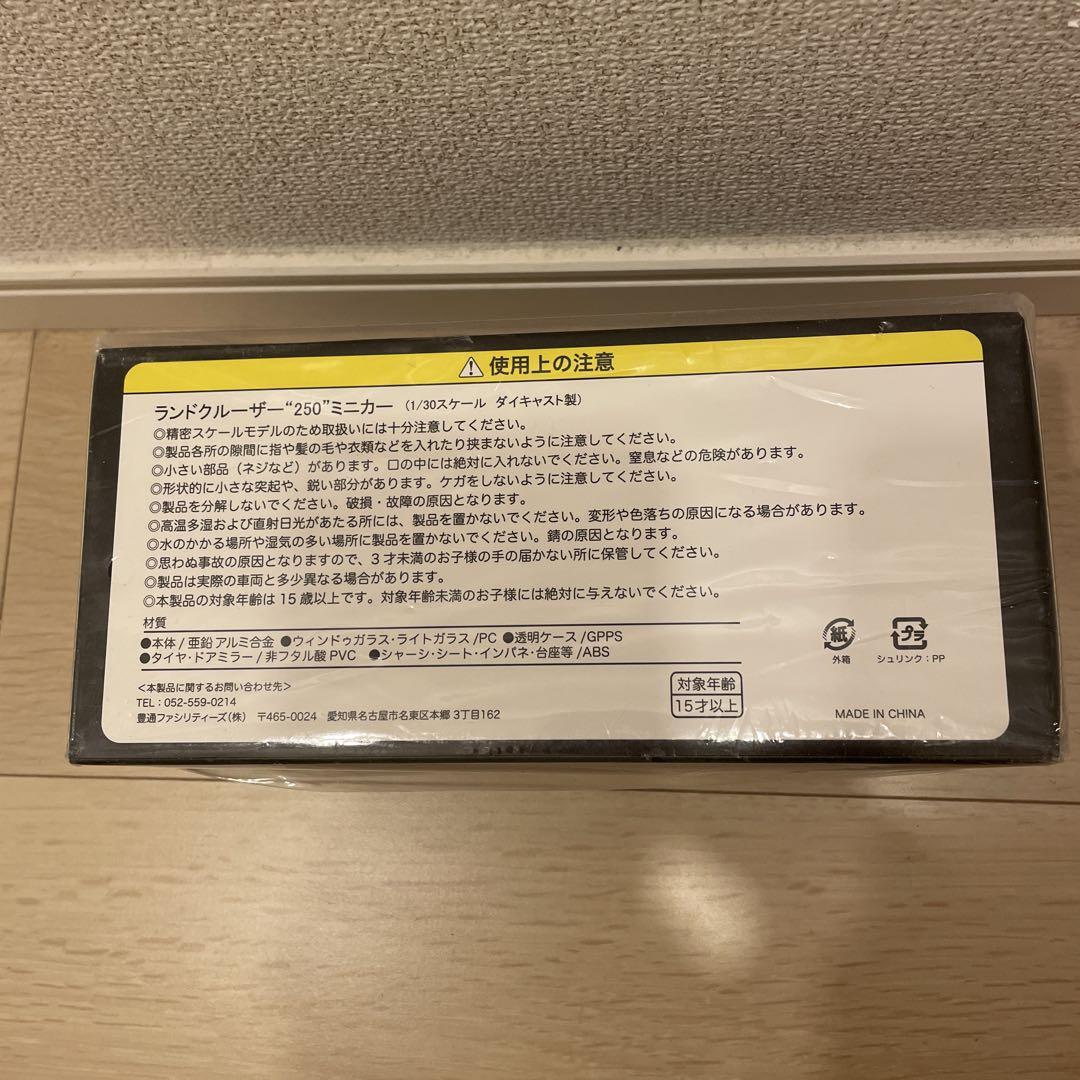 ⚠ 使用上の注意
ランドクルーザー“250”ミニカー（1/30スケール ダイキャスト製）
◎精密スケールモデルのため取扱いには十分注意してください。
◎製品各所の隙間に指や髪の毛や衣類などを入れたり挟まないように注意してください。
◎小さい部品（ネジなど）があります。口の中には絶対に入れないでください。窒息などの危険があります。
◎形状的に小さな突起や、鋭い部分があります。ケガをしないように注意してください。
◎製品を分解しないでください。破損・故障の原因となります。
◎高温多湿および直射日光があたる所には、製品を置かないでください。変形や色落ちの原因になる場合があります。
◎水のかかる場所や湿気の多い場所に製品を置かないでください。錆の原因となります。
◎思わぬ事故の原因となりますので、3才未満のお子様の手の届かない所に保管してください。
◎製品は実際の車両と多少異なる場合があります。
◎本製品の対象年齢は15歳以上です。対象年齢未満のお子様には絶対に与えないでください。
材質
●本体/亜鉛 アルミ合金 ●ウィンドゥガラス・ライトガラス/PC ●透明ケース/GPPS
●タイヤ・ドアミラー/非フタル酸PVC ●シャーシ・シート・インパネ・台座等/ABS
紙
外箱
プラ
シュリンク：PP
＜本製品に関するお問い合わせ先＞
TEL：052-559-0214
豊通ファシリティーズ（株） 〒465-0024 愛知県名古屋市名東区本郷3丁目162
対象年齢
15才以上
MADE IN CHINA